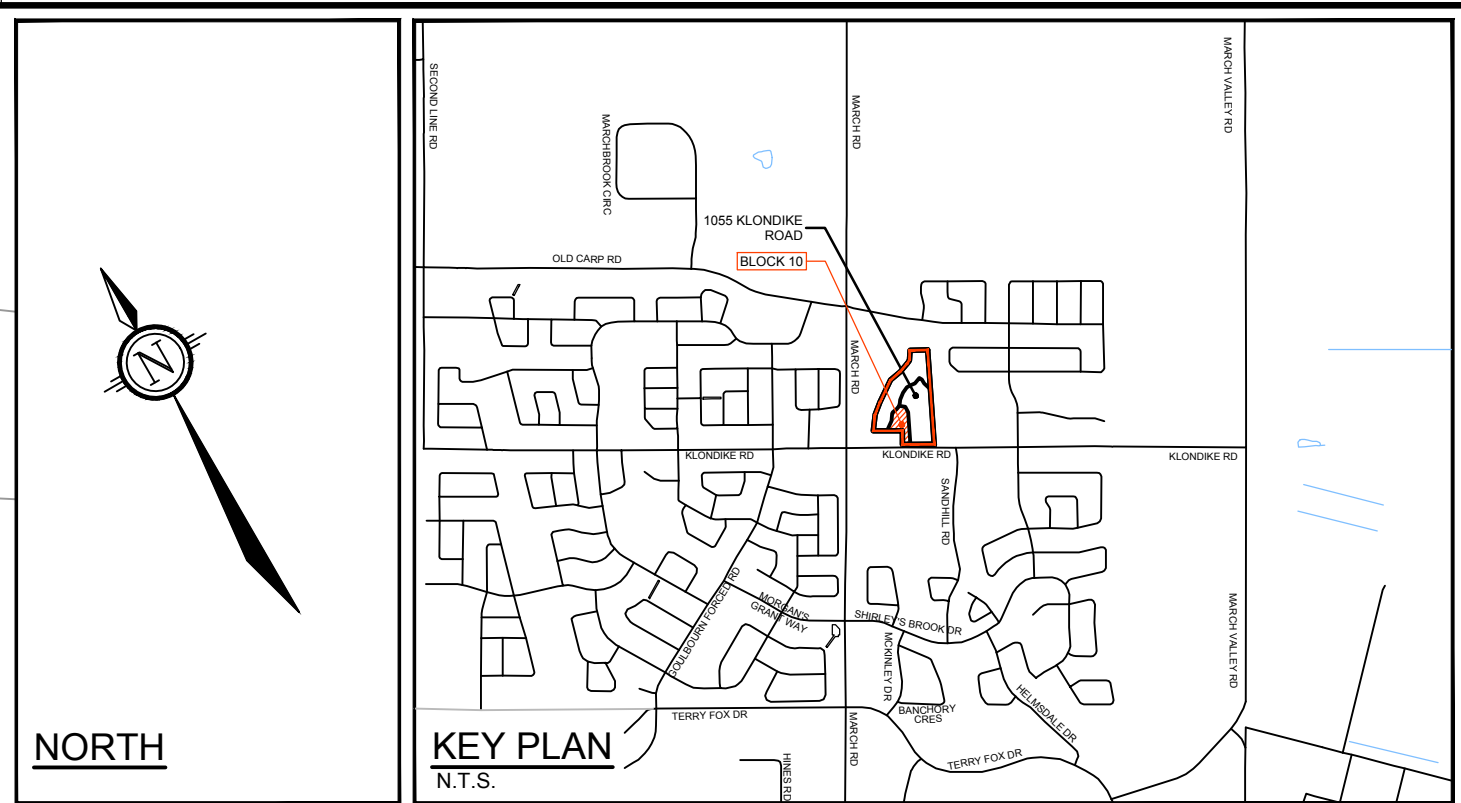 SECOND LINE RD
MARCHBROOK CIRC
MARCH RD
MARCH VALLEY RD
1055 KLONDIKE
ROAD
BLOCK 10
OLD CARP RD
MARCH RD
N
KLONDIKE RD
KLONDIKE RD
KLONDIKE RD
SANDHILL RD
GOULBOURN FORCED RD
MORGAN'S
GRANT WAY
SHIRLEY'S BROOK DR
MCKINLEY DR
MARCH VALLEY RD
BANCHORY
CRES
HELMSDALE DR
TERRY FOX DR
MARCH RD
TERRY FOX DR
HINES RD
NORTH
KEY PLAN
N.T.S.